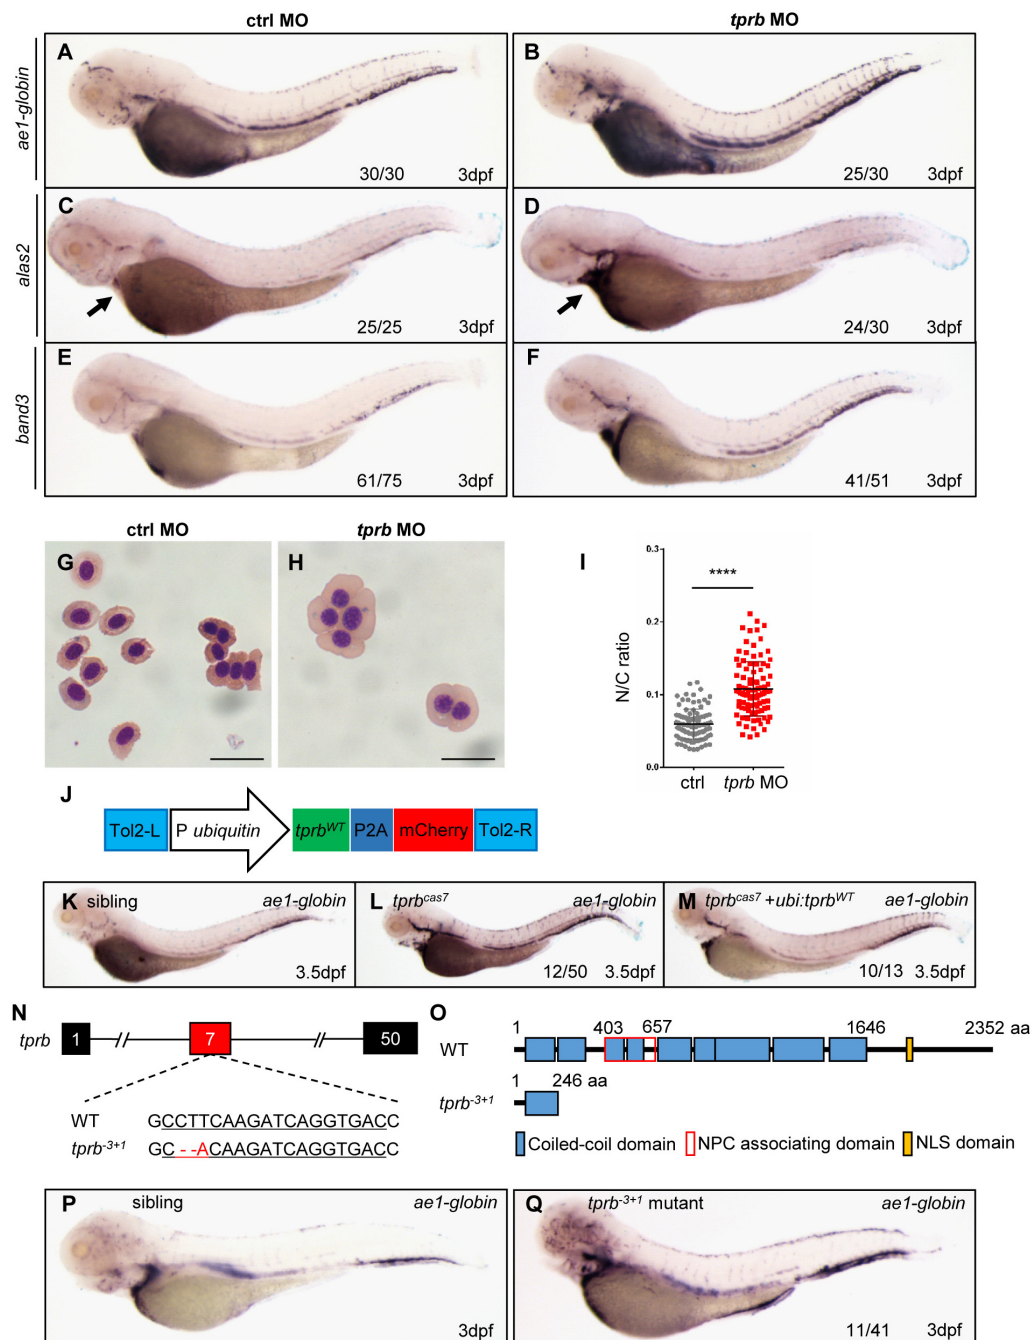 ctrl MO tprb MO
ae1-globin
A
30/30 3dpf
B
25/30 3dpf
alas2
C
25/25 3dpf
D
24/30 3dpf
band3
E
61/75 3dpf
F
41/51 3dpf
ctrl MO tprb MO
G
H
I
****
N/C ratio
0.3
0.2
0.1
0.0
ctrl tprb MO
J
Tol2-L P ubiquitin tprbWT P2A mCherry Tol2-R
K sibling ae1-globin
3.5dpf
L tprbcas7 ae1-globin
12/50 3.5dpf
M tprbcas7 +ubi:tprbWT ae1-globin
10/13 3.5dpf
N
tprb 1 7 50
WT GCCTTCAAGATCAGGTGACC
tprb-3+1 GC--ACAAGATCAGGTGACC
O
1 403 657 1646 2352 aa
WT
1 246 aa
tprb-3+1
Coiled-coil domain NPC associating domain NLS domain
P sibling ae1-globin
3dpf
Q tprb-3+1 mutant ae1-globin
11/41 3dpf